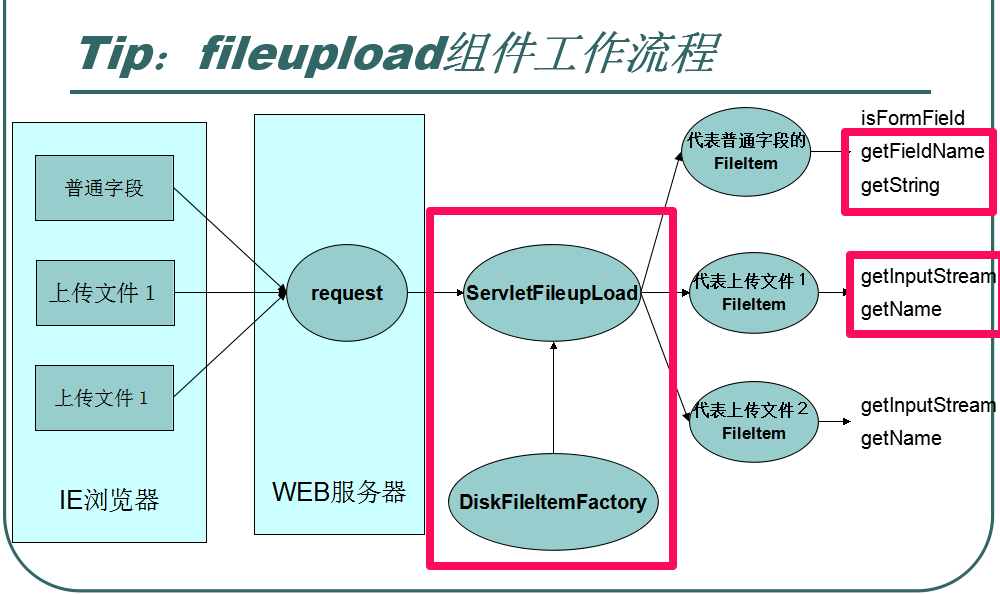 Tip：fileupload组件工作流程
普通字段
上传文件1
上传文件1
IE浏览器
request
WEB服务器
ServletFileupLoad
DiskFileItemFactory
代表普通字段的
FileItem
isFormField
getFieldName
getString
代表上传文件1
FileItem
getInputStream
getName
代表上传文件2
FileItem
getInputStream
getName